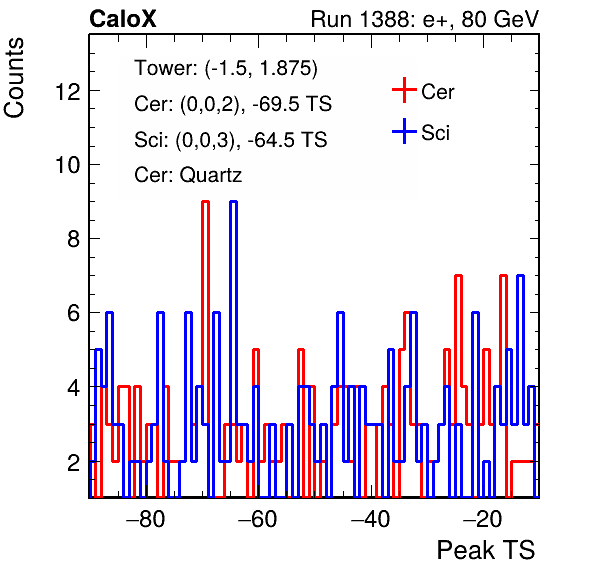 CaloX Run 1388: e+, 80 GeV
Counts
Tower: (-1.5, 1.875)
Cer: (0,0,2), -69.5 TS
Sci: (0,0,3), -64.5 TS
Cer: Quartz
Cer
Sci
12
10
8
6
4
2
−80 −60 −40 −20
Peak TS